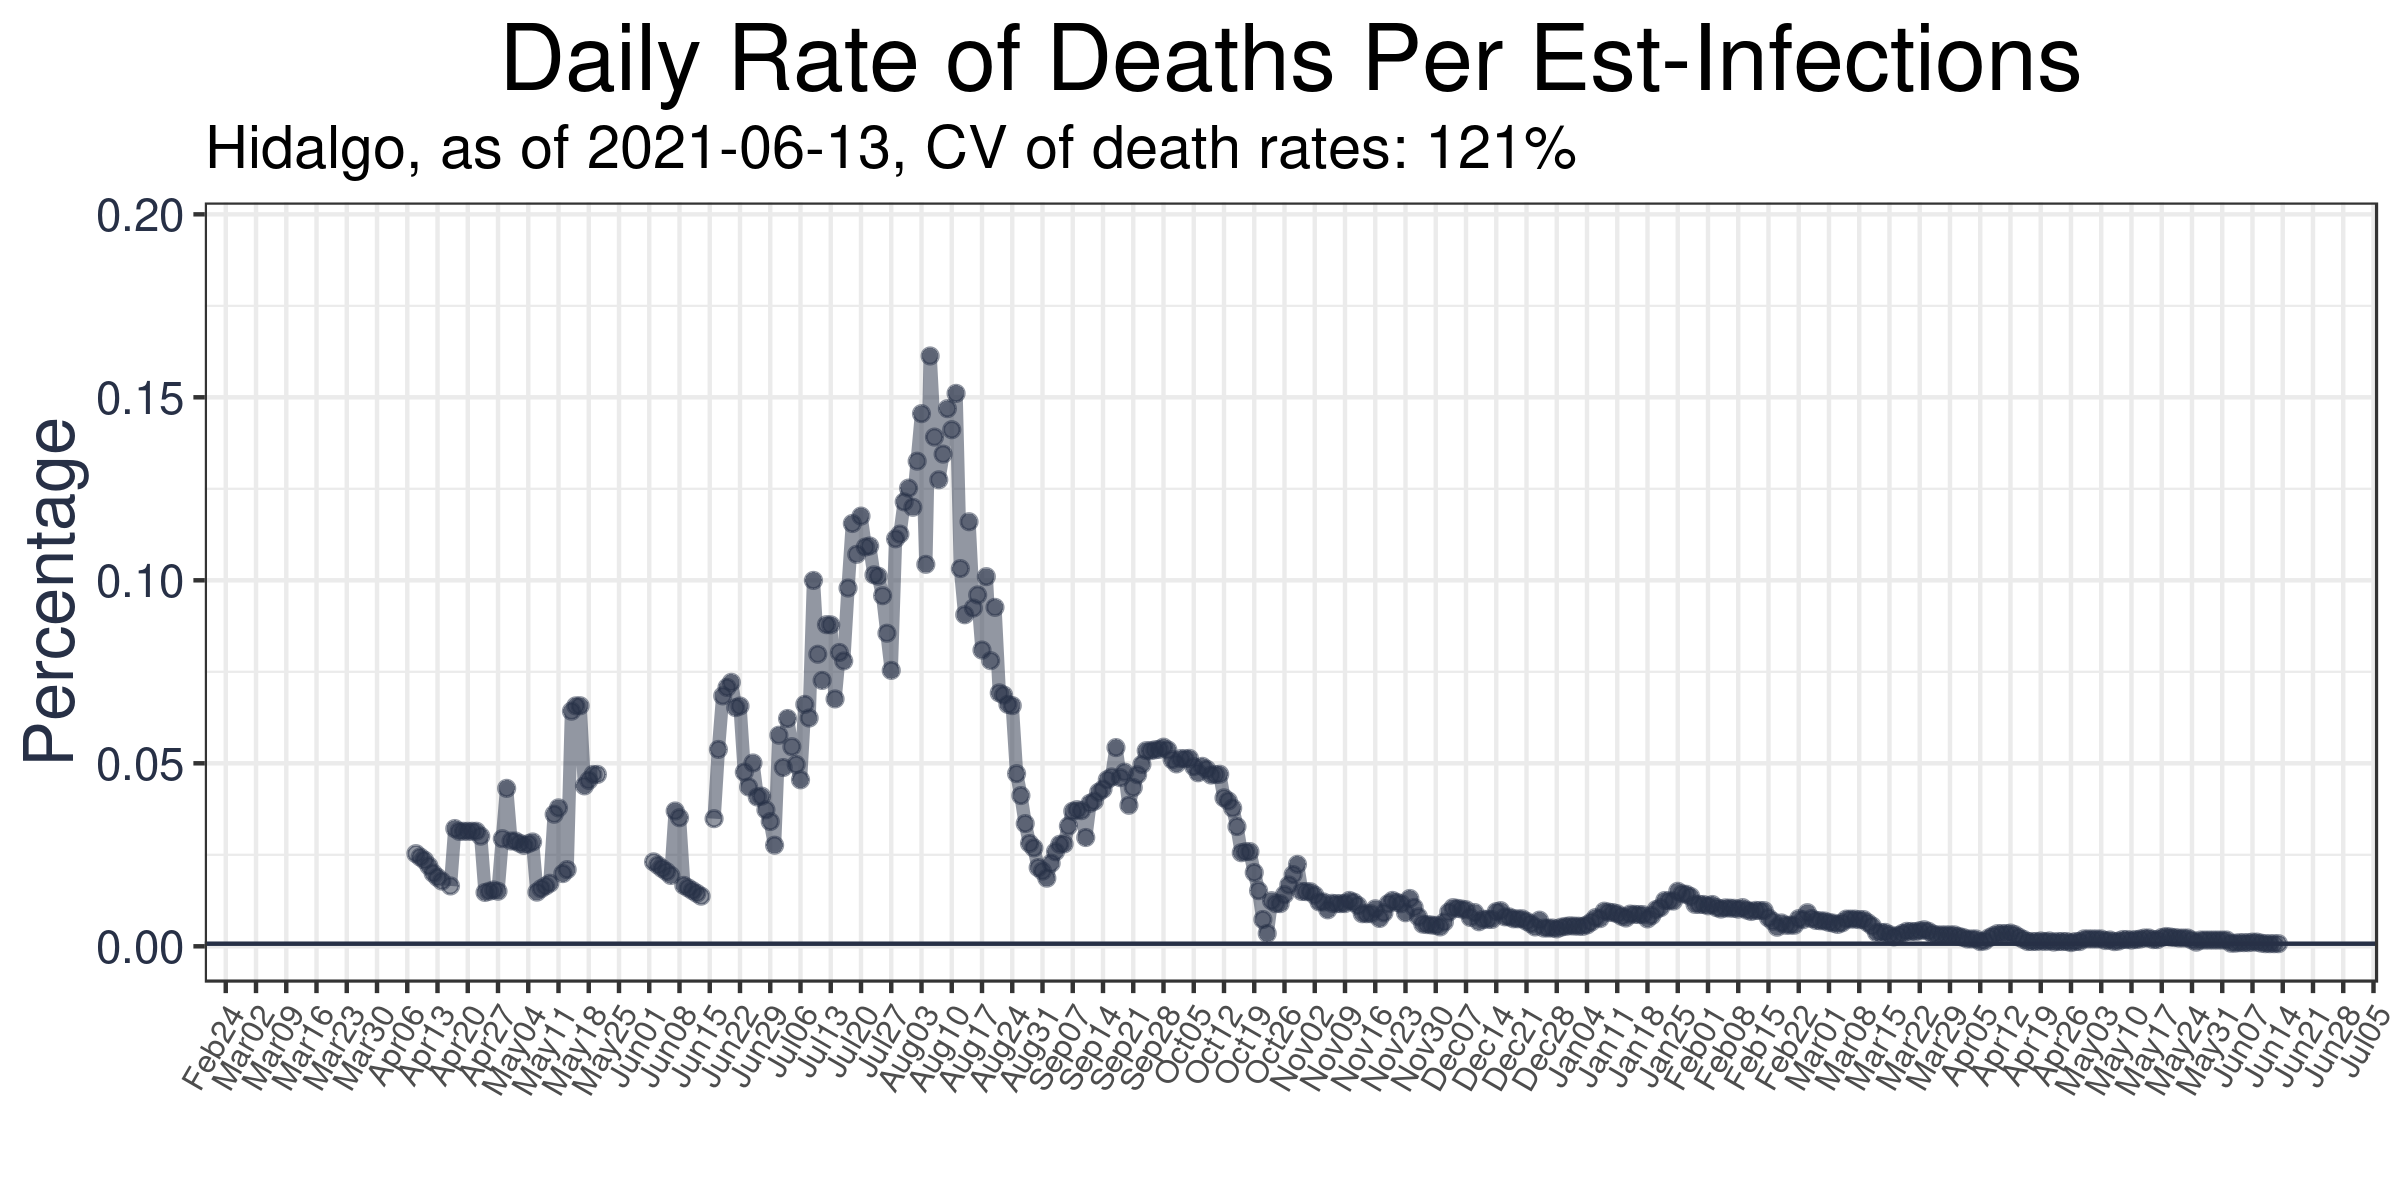 Daily Rate of Deaths Per Est-Infections
Hidalgo, as of 2021-06-13, CV of death rates: 121%
Percentage
0.20
0.15
0.10
0.05
0.00
Feb24
Mar02
Mar09
Mar16
Mar23
Mar30
Apr06
Apr13
Apr20
Apr27
May04
May11
May18
May25
Jun01
Jun08
Jun15
Jun22
Jun29
Jul06
Jul13
Jul20
Jul27
Aug03
Aug10
Aug17
Aug24
Aug31
Sep07
Sep14
Sep21
Sep28
Oct05
Oct12
Oct19
Oct26
Nov02
Nov09
Nov16
Nov23
Nov30
Dec07
Dec14
Dec21
Dec28
Jan04
Jan11
Jan18
Jan25
Feb01
Feb08
Feb15
Feb22
Mar01
Mar08
Mar15
Mar22
Mar29
Apr05
Apr12
Apr19
Apr26
May03
May10
May17
May24
May31
Jun07
Jun14
Jun21
Jun28
Jul05